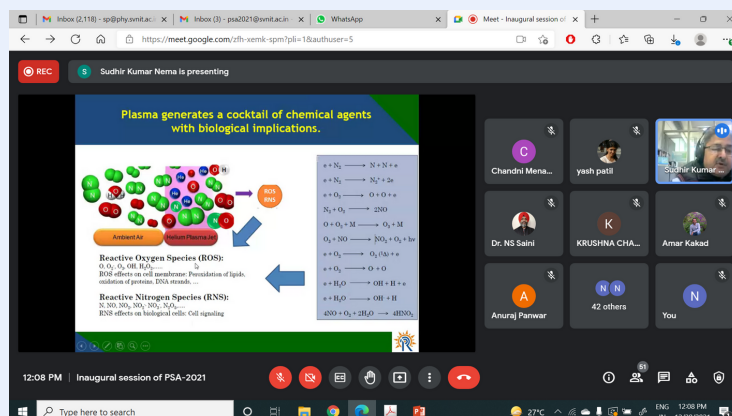 Inbox (2,118) - sp@phy.svnit.ac.i
Inbox (3) - psa2021@svnit.ac.in
WhatsApp
Meet - Inaugural session of
https://meet.google.com/zfh-xemk-spm?pli=1&authuser=5
REC
S
Sudhir Kumar Nema is presenting
Plasma generates a cocktail of chemical agents
with biological implications.
ROS
RNS
Ambient Air
Helium Plasma Jet
Reactive Oxygen Species (ROS):
O, O₂⁻, O₃, OH, H₂O₂,...
ROS effects on cell membrane: Peroxidation of lipids,
oxidation of proteins, DNA strands, ...
Reactive Nitrogen Species (RNS):
RNS effects on biological cells: Cell signaling
e + N₂ ⟶ N + N + e
e + N₂ ⟶ N₂⁺ + 2e
e + O₂ ⟶ O + O + e
N₂ + O₂ ⟶ 2NO
O + O₂ + M ⟶ O₃ + M
O₃ + NO ⟶ NO₂ + O₂ + hv
e + O₂ ⟶ O₂ (¹Δ) + e
e + O₂ ⟶ O + O
e + H₂O ⟶ OH + H + e
e + H₂O ⟶ OH + H
4NO + O₂ + 2H₂O ⟶ 4HNO₂
C
Chandni Mena...
yash patil
Sudhir Kumar ...
Dr. NS Saini
K
KRUSHNA CHA...
Amar Kakad
A
Anuraj Panwar
N N
42 others
N
You
12:08 PM | Inaugural session of PSA-2021
51
Type here to search
27°C
ENG
12:08 PM